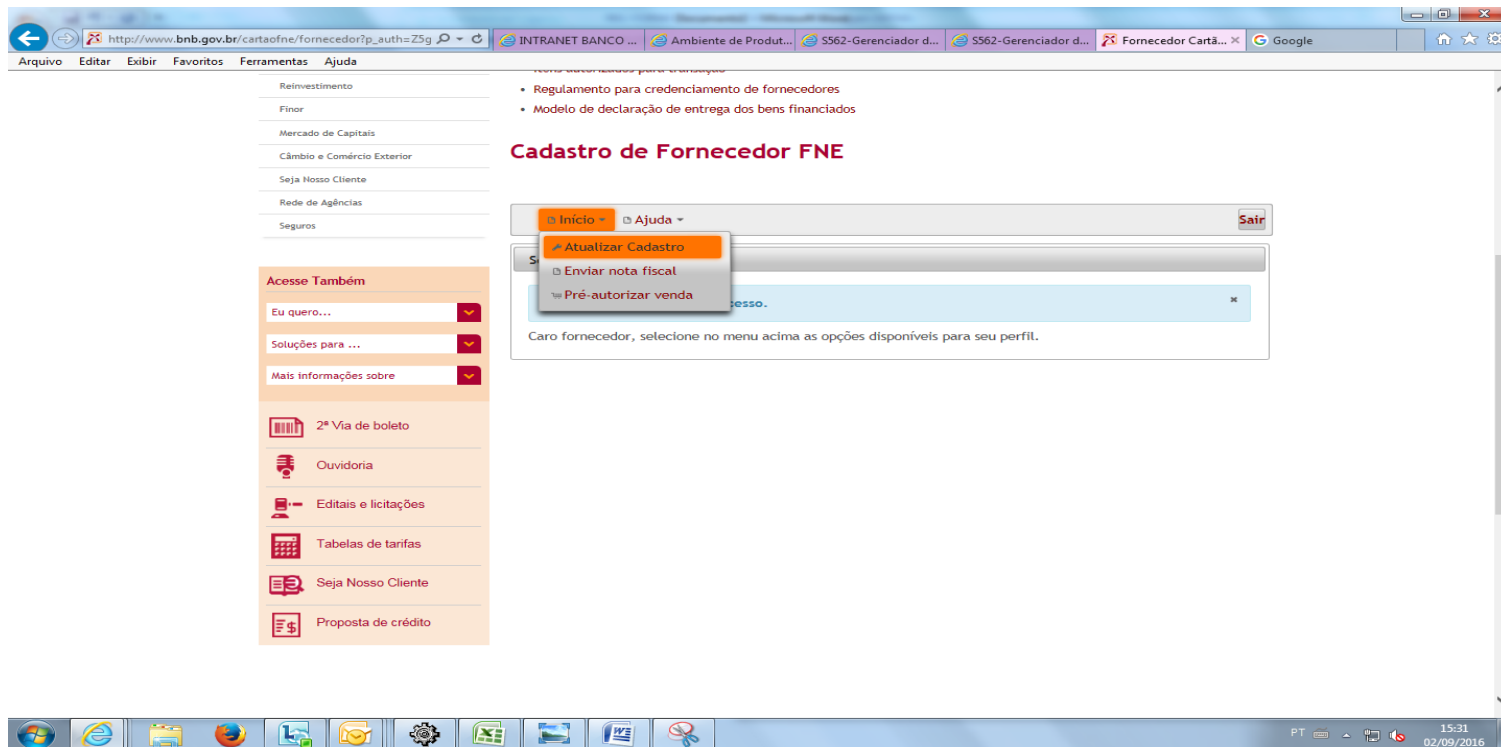 http://www.bnb.gov.br/cartaofne/fornecedor?p_auth=Z5g
INTRANET BANCO ...
Ambiente de Produt...
S562-Gerenciador d...
S562-Gerenciador d...
Fornecedor Cartã...
Google
Arquivo Editar Exibir Favoritos Ferramentas Ajuda
Reinvestimento
Finor
Mercado de Capitais
Câmbio e Comércio Exterior
Seja Nosso Cliente
Rede de Agências
Seguros
Acesse Também
Eu quero...
Soluções para ...
Mais informações sobre
2ª Via de boleto
Ouvidoria
Editais e licitações
Tabelas de tarifas
Seja Nosso Cliente
Proposta de crédito
Itens autorizados para transação
• Regulamento para credenciamento de fornecedores
• Modelo de declaração de entrega dos bens financiados
Cadastro de Fornecedor FNE
Início Ajuda Sair
Atualizar Cadastro
Enviar nota fiscal
Pré-autorizar venda
esso.
Caro fornecedor, selecione no menu acima as opções disponíveis para seu perfil.
PT
15:31
02/09/2016